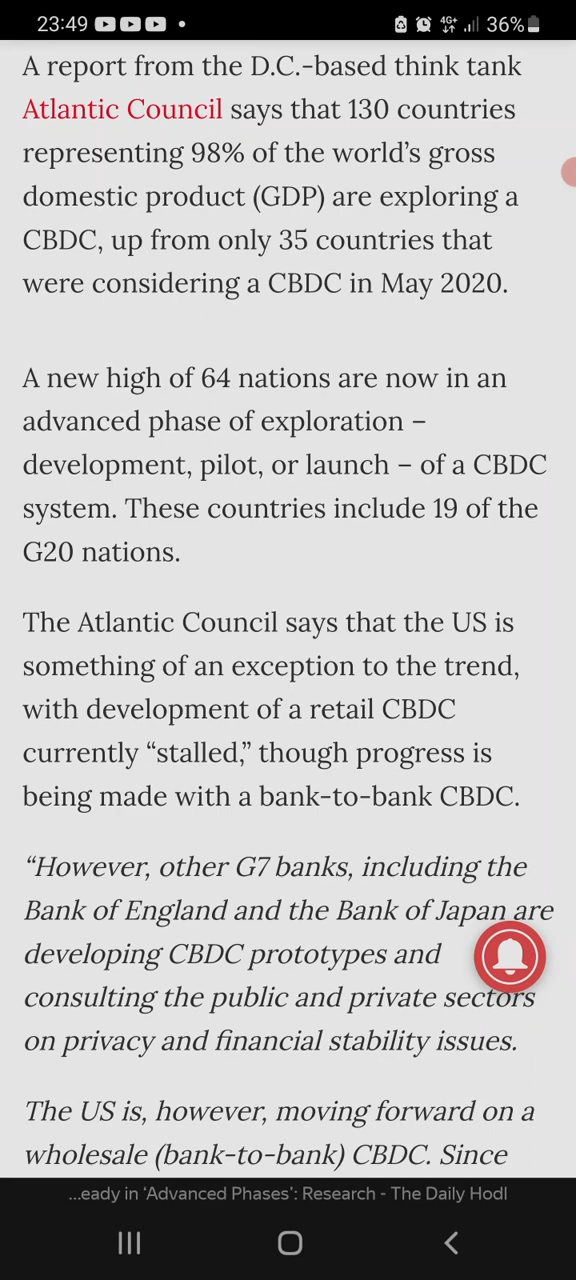 23:49
4G+
36%
A report from the D.C.-based think tank
Atlantic Council says that 130 countries
representing 98% of the world’s gross
domestic product (GDP) are exploring a
CBDC, up from only 35 countries that
were considering a CBDC in May 2020.
A new high of 64 nations are now in an
advanced phase of exploration –
development, pilot, or launch – of a CBDC
system. These countries include 19 of the
G20 nations.
The Atlantic Council says that the US is
something of an exception to the trend,
with development of a retail CBDC
currently “stalled,” though progress is
being made with a bank-to-bank CBDC.
“However, other G7 banks, including the
Bank of England and the Bank of Japan are
developing CBDC prototypes and
consulting the public and private sectors
on privacy and financial stability issues.
The US is, however, moving forward on a
wholesale (bank-to-bank) CBDC. Since
...eady in ‘Advanced Phases’: Research - The Daily Hodl